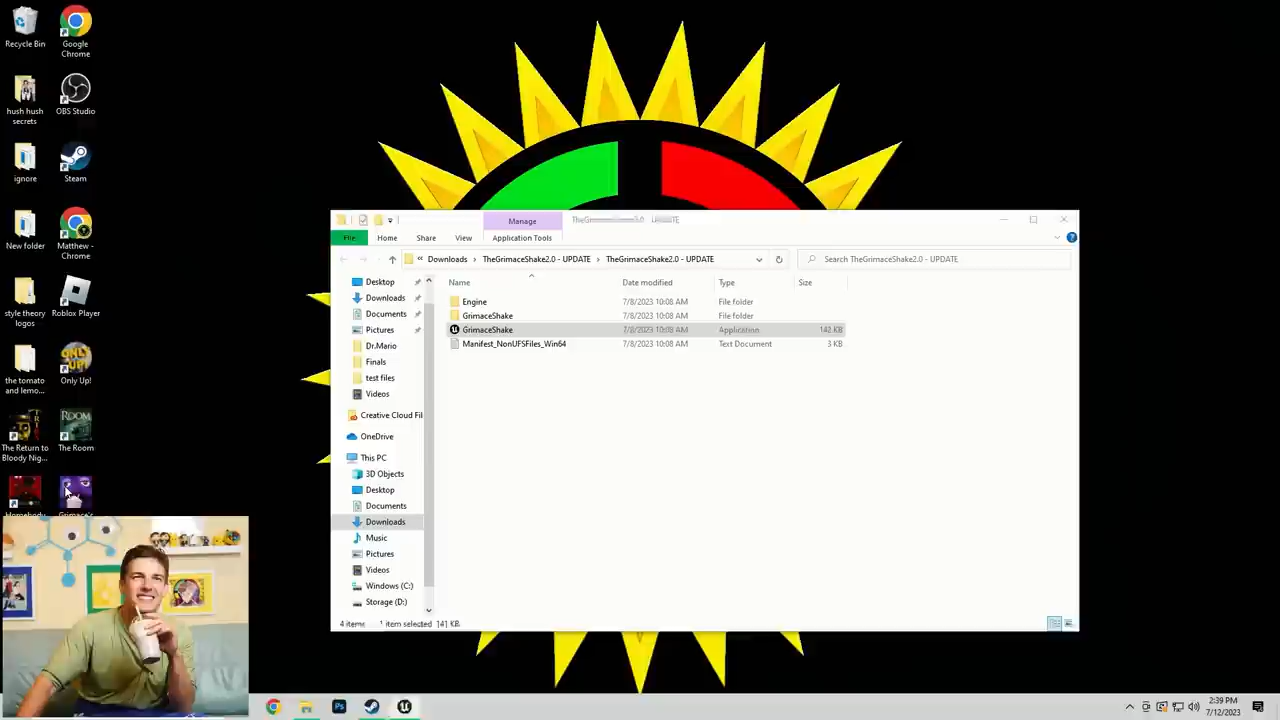 Recycle Bin
Google
Chrome
hush hush
secrets
OBS Studio
ignore
Steam
New folder
Matthew -
Chrome
style theory
logos
Roblox Player
the tomato
and lemo...
Only Up!
The Return to
Bloody Nig...
The Room
ROOM
ONLY
UP!
Manage
File
Home
Share
View
Application Tools
« Downloads > TheGrimaceShake2.0 - UPDATE > TheGrimaceShake2.0 - UPDATE
Search TheGrimaceShake2.0 - UPDATE
Name
Date modified
Type
Size
Engine
7/8/2023 10:08 AM
File folder
GrimaceShake
7/8/2023 10:08 AM
File folder
GrimaceShake
7/8/2023 10:08 AM
Application
142 KB
Manifest_NonUFSFiles_Win64
7/8/2023 10:08 AM
Text Document
3 KB
Desktop
Downloads
Documents
Pictures
Dr.Mario
Finals
test files
Videos
Creative Cloud Fil
OneDrive
This PC
3D Objects
Desktop
Documents
Downloads
Music
Pictures
Videos
Windows (C:)
Storage (D:)
4 items
1 item selected 141 KB
Ps
2:39 PM
7/12/2023